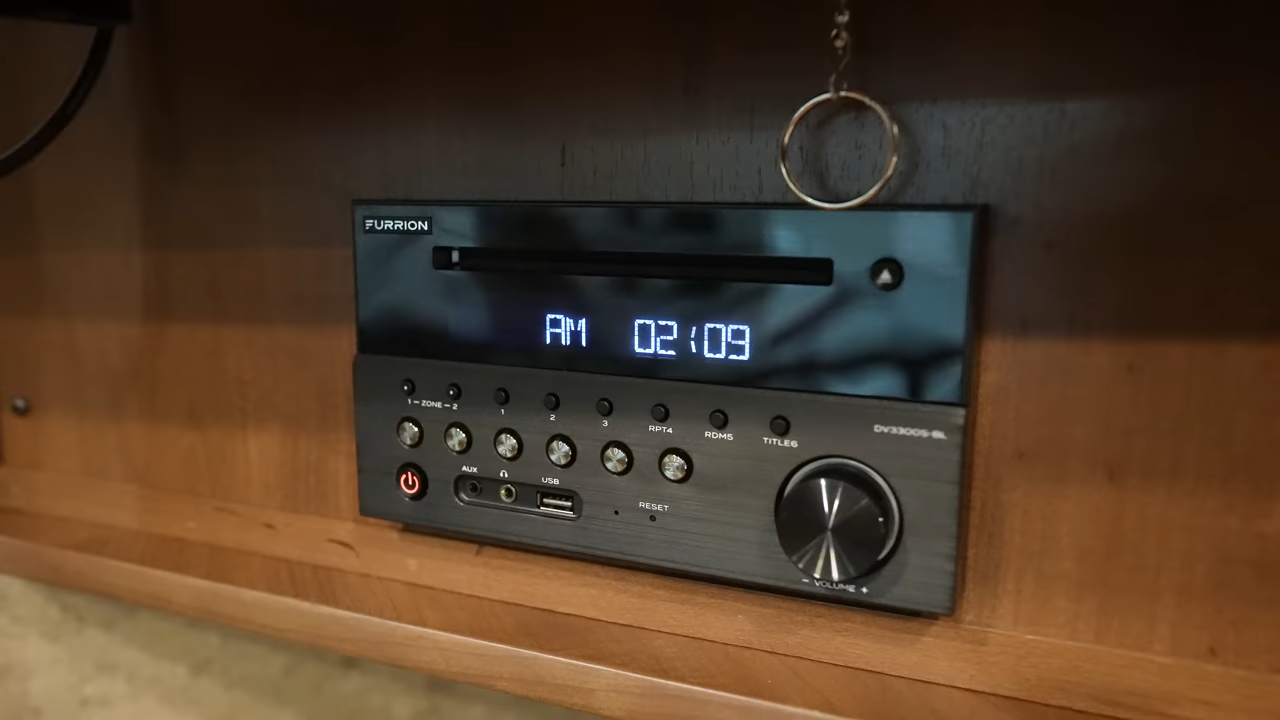 FURRION
AM 02:09
1 - ZONE - 2
1
2
3
RPT4
RDM5
TITLE6
DV3300S-BL
AUX
USB
RESET
- VOLUME +